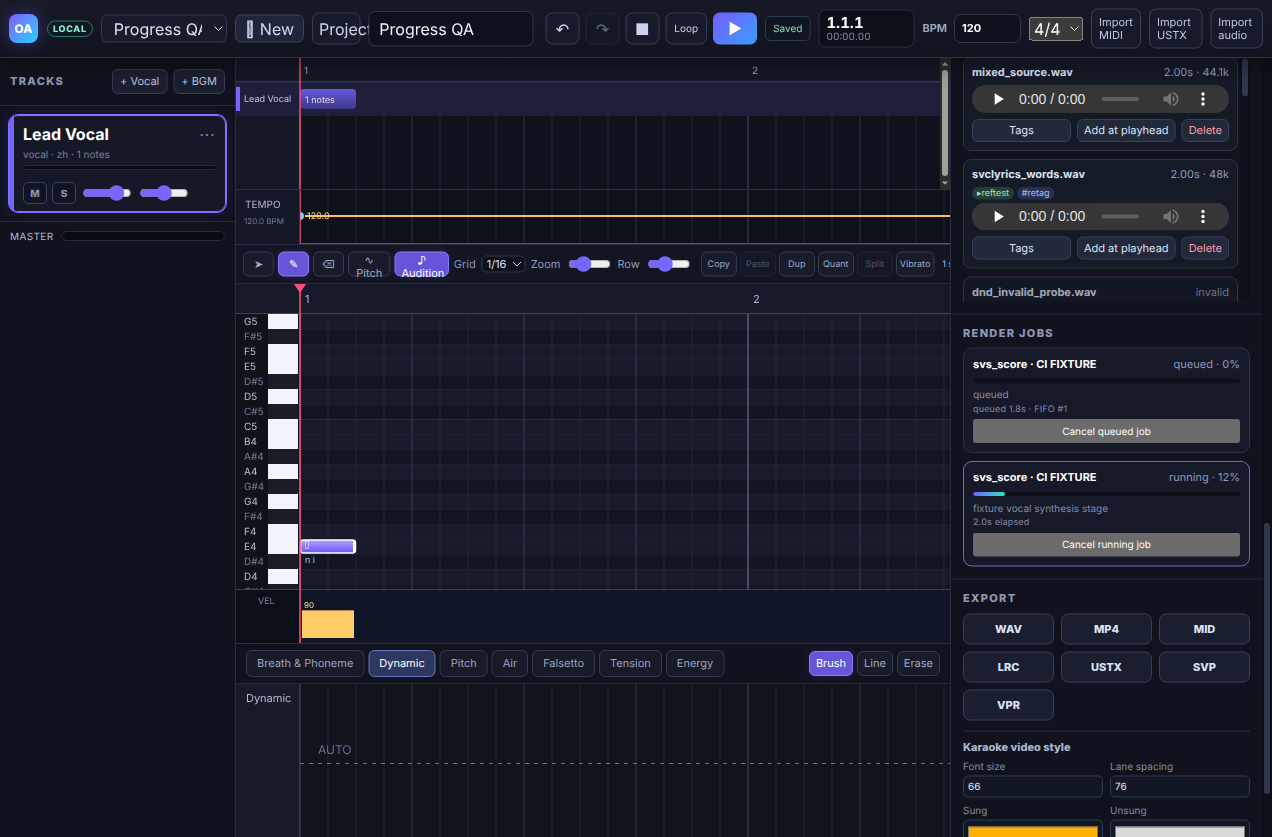 OA LOCAL Progress QA New Project Progress QA Loop Saved 1.1.1 BPM 120 4/4 Import MIDI Import USTX Import audio
00:00.00
TRACKS + Vocal + BGM
Lead Vocal ...
vocal · zh · 1 notes
M S
MASTER
1 2
Lead Vocal 1 notes
TEMPO
120.0 BPM
120.0
Pitch Audition Grid 1/16 Zoom Row Copy Paste Dup Quant Split Vibrato
1 2
G5
F#5
F5
E5
D#5
D5
C#5
C5
B4
A#4
A4
G#4
G4
F#4
F4
E4
D#4
n i
D4
VEL
90
Breath & Phoneme Dynamic Pitch Air Falsetto Tension Energy Brush Line Erase
Dynamic
AUTO
mixed_source.wav 2.00s · 44.1k
0:00 / 0:00
Tags Add at playhead Delete
svclyrics_words.wav 2.00s · 48k
▸reftest #retag
0:00 / 0:00
Tags Add at playhead Delete
dnd_invalid_probe.wav invalid
RENDER JOBS
svs_score · CI FIXTURE queued · 0%
queued
queued 1.8s · FIFO #1
Cancel queued job
svs_score · CI FIXTURE running · 12%
fixture vocal synthesis stage
2.0s elapsed
Cancel running job
EXPORT
WAV MP4 MID
LRC USTX SVP
VPR
Karaoke video style
Font size Lane spacing
66 76
Sung Unsung